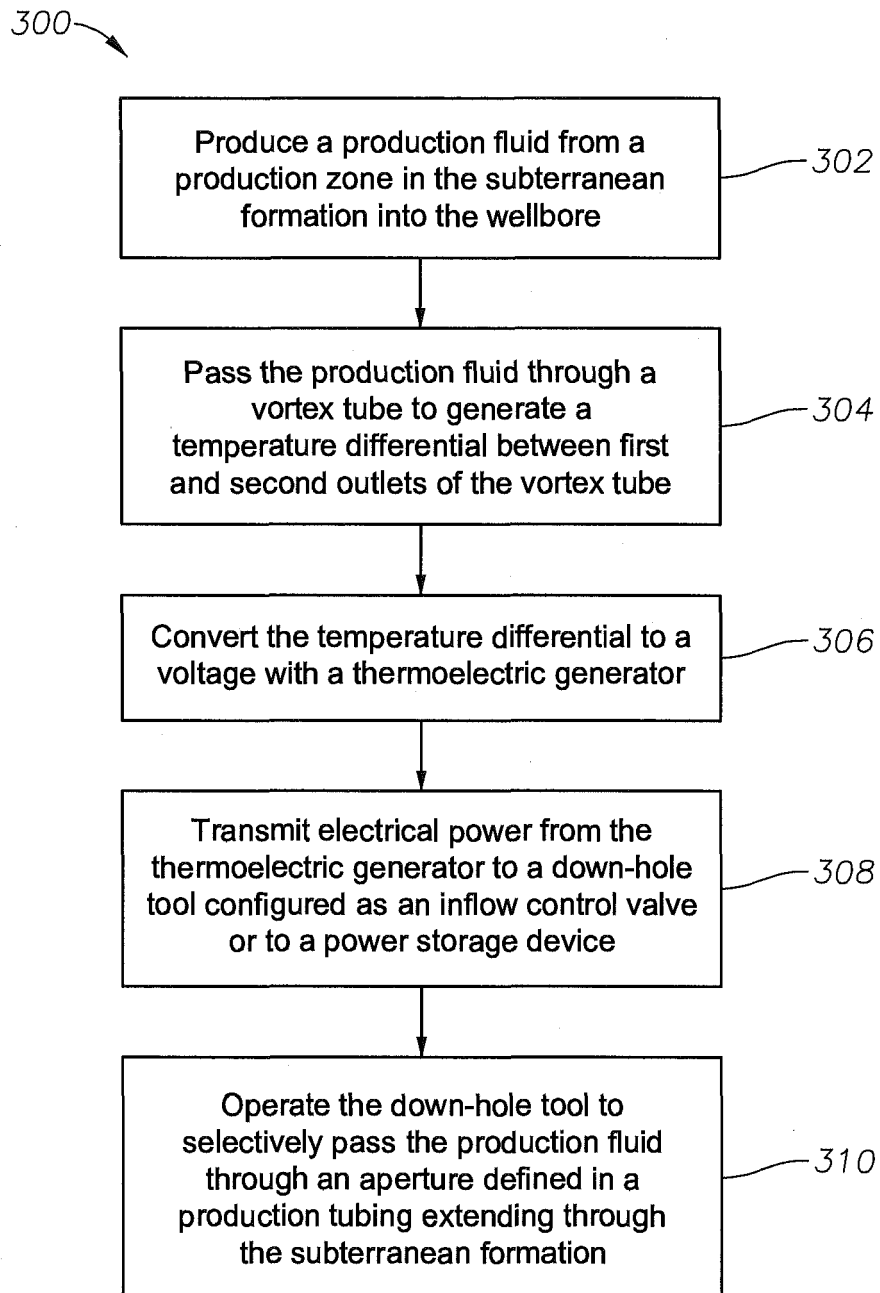 300
Produce a production fluid from a
production zone in the subterranean
formation into the wellbore
302
Pass the production fluid through a
vortex tube to generate a
temperature differential between first
and second outlets of the vortex tube
304
Convert the temperature differential to a
voltage with a thermoelectric generator
306
Transmit electrical power from the
thermoelectric generator to a down-hole
tool configured as an inflow control valve
or to a power storage device
308
Operate the down-hole tool to
selectively pass the production fluid
through an aperture defined in a
production tubing extending through
the subterranean formation
310